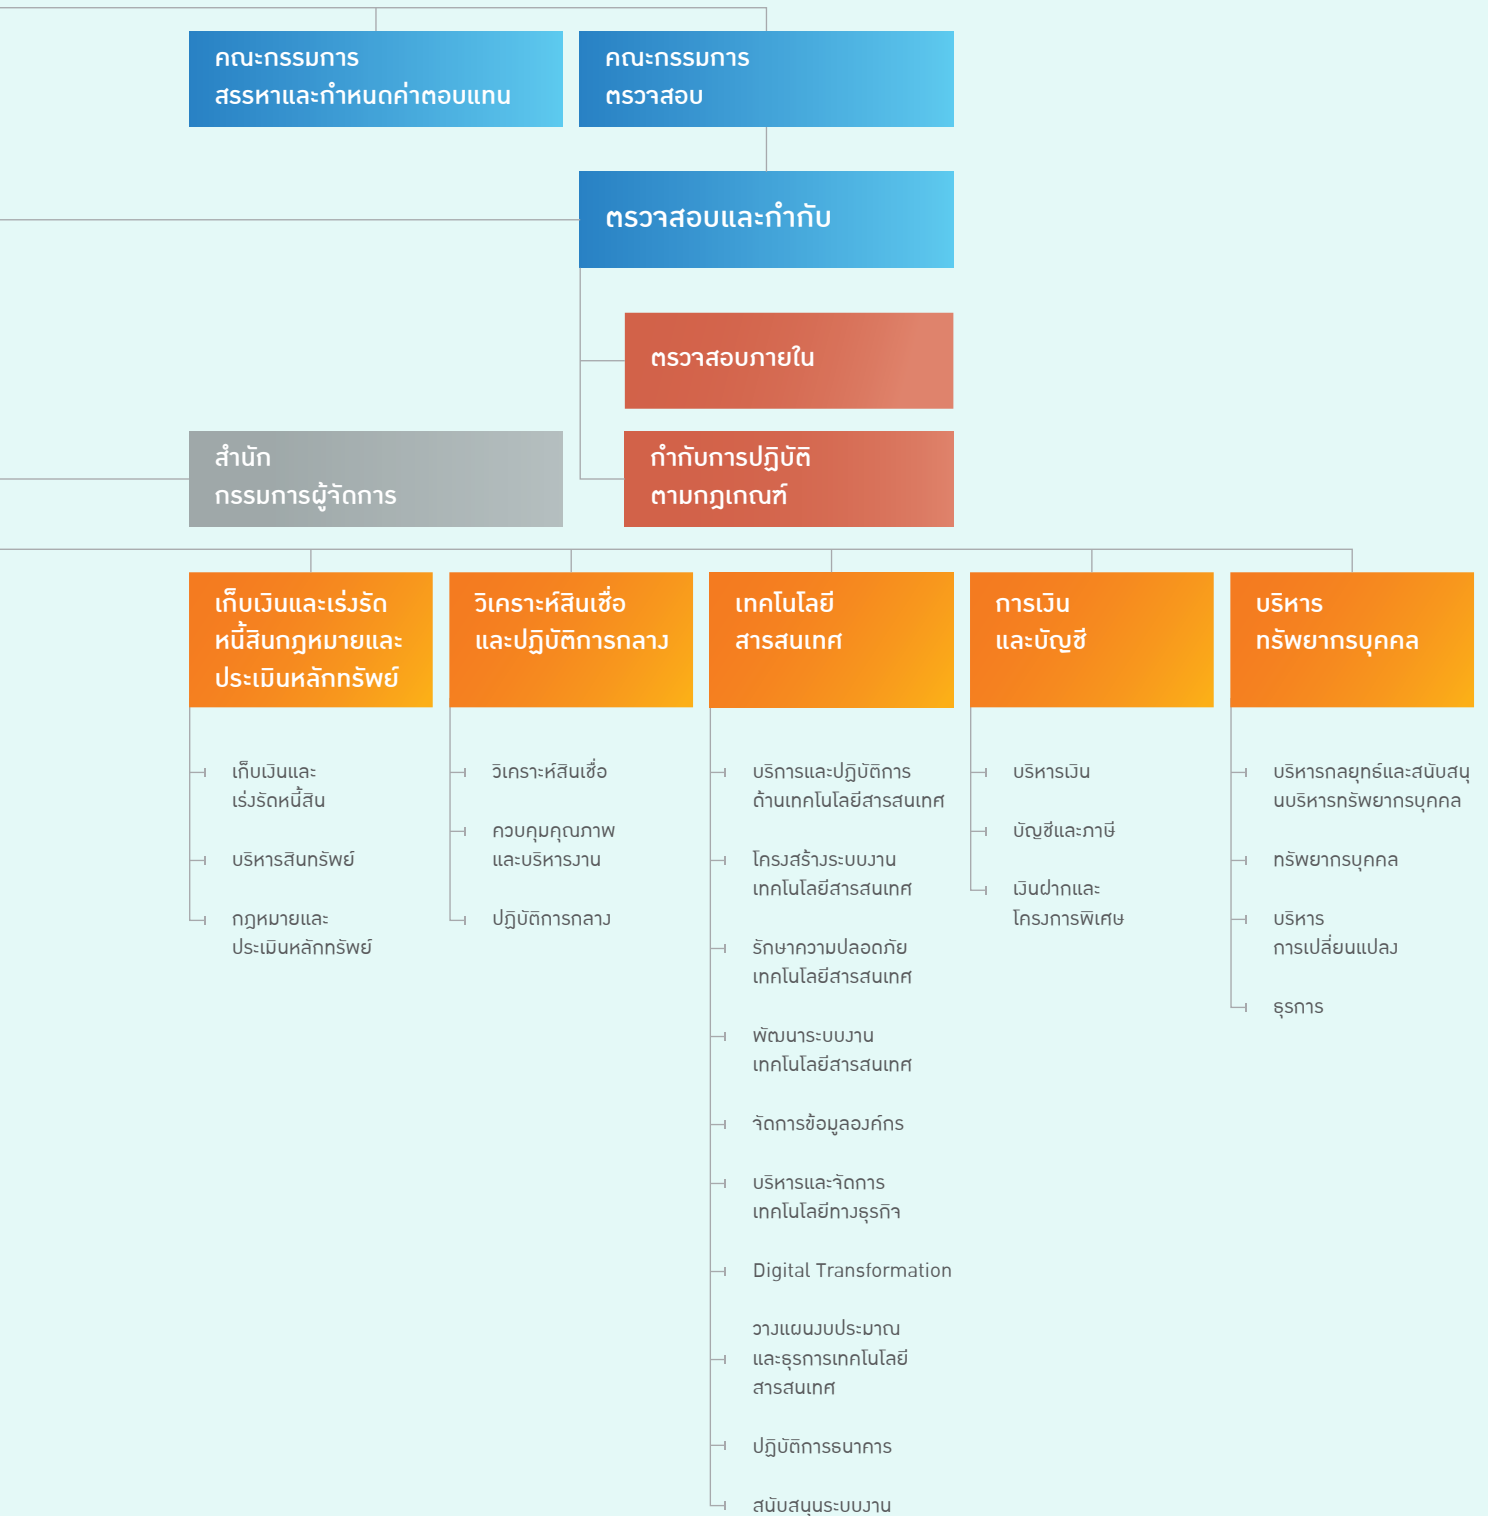 คณะกรรมการ
สรรหาและกำหนดค่าตอบแทน
คณะกรรมการ
ตรวจสอบ
ตรวจสอบและกำกับ
ตรวจสอบภายใน
สำนัก
กรรมการผู้จัดการ
กำกับการปฏิบัติ
ตามกฎเกณฑ์
เก็บเงินและเร่งรัด
หนี้สินกฎหมายและ
ประเมินหลักทรัพย์
เก็บเงินและ
เร่งรัดหนี้สิน
บริหารสินทรัพย์
กฎหมายและ
ประเมินหลักทรัพย์
วิเคราะห์สินเชื่อ
และปฏิบัติการกลาง
วิเคราะห์สินเชื่อ
ควบคุมคุณภาพ
และบริหารงาน
ปฏิบัติการกลาง
เทคโนโลยี
สารสนเทศ
บริการและปฏิบัติการ
ด้านเทคโนโลยีสารสนเทศ
โครงสร้างระบบงาน
เทคโนโลยีสารสนเทศ
รักษาความปลอดภัย
เทคโนโลยีสารสนเทศ
พัฒนาระบบงาน
เทคโนโลยีสารสนเทศ
จัดการข้อมูลองค์กร
บริหารและจัดการ
เทคโนโลยีทางธุรกิจ
Digital Transformation
วางแผนงบประมาณ
และธุรการเทคโนโลยี
สารสนเทศ
ปฏิบัติการธนาคาร
สนับสนุนระบบงาน
การเงิน
และบัญชี
บริหารเงิน
บัญชีและภาษี
เงินฝากและ
โครงการพิเศษ
บริหาร
ทรัพยากรบุคคล
บริหารกลยุทธ์และสนับสนุ
นบริหารทรัพยากรบุคคล
ทรัพยากรบุคคล
บริหาร
การเปลี่ยนแปลง
ธุรการ